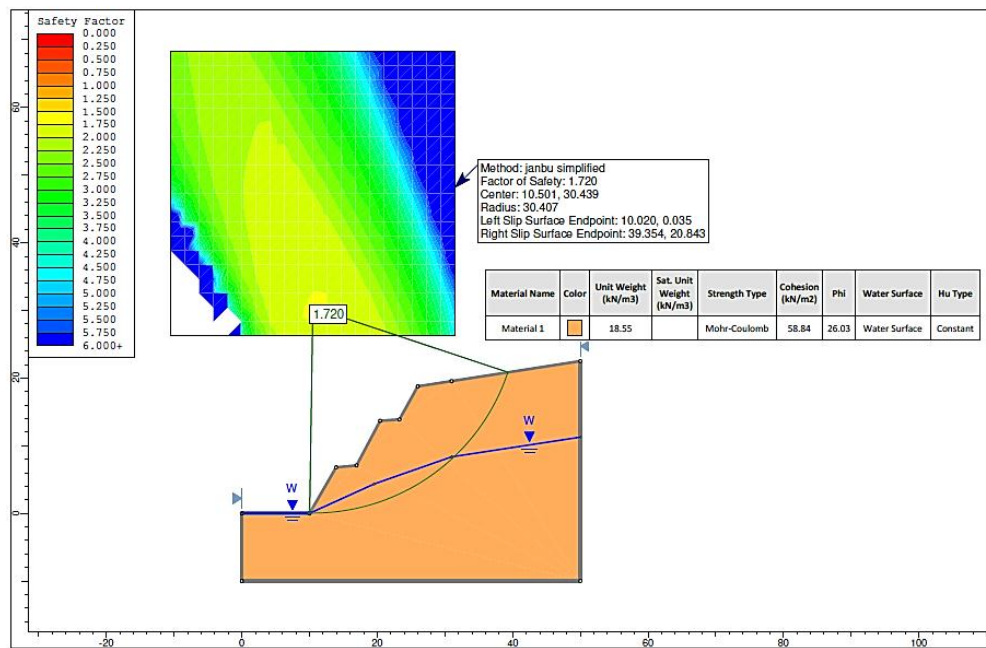 Safety Factor
0.000
0.250
0.500
0.750
1.000
1.250
1.500
1.750
2.000
2.250
2.500
2.750
3.000
3.250
3.500
3.750
4.000
4.250
4.500
4.750
5.000
5.250
5.500
5.750
6.000+
Method: janbu simplified
Factor of Safety: 1.720
Center: 10.501, 30.439
Radius: 30.407
Left Slip Surface Endpoint: 10.020, 0.035
Right Slip Surface Endpoint: 39.354, 20.843
Material Name Color Unit Weight (kN/m3) Sat. Unit Weight (kN/m3) Strength Type Cohesion (kN/m2) Phi Water Surface Hu Type
Material 1 18.55 Mohr-Coulomb 58.84 26.03 Water Surface Constant
1.720
W
W
60
40
20
0
-20 0 20 40 60 80 100